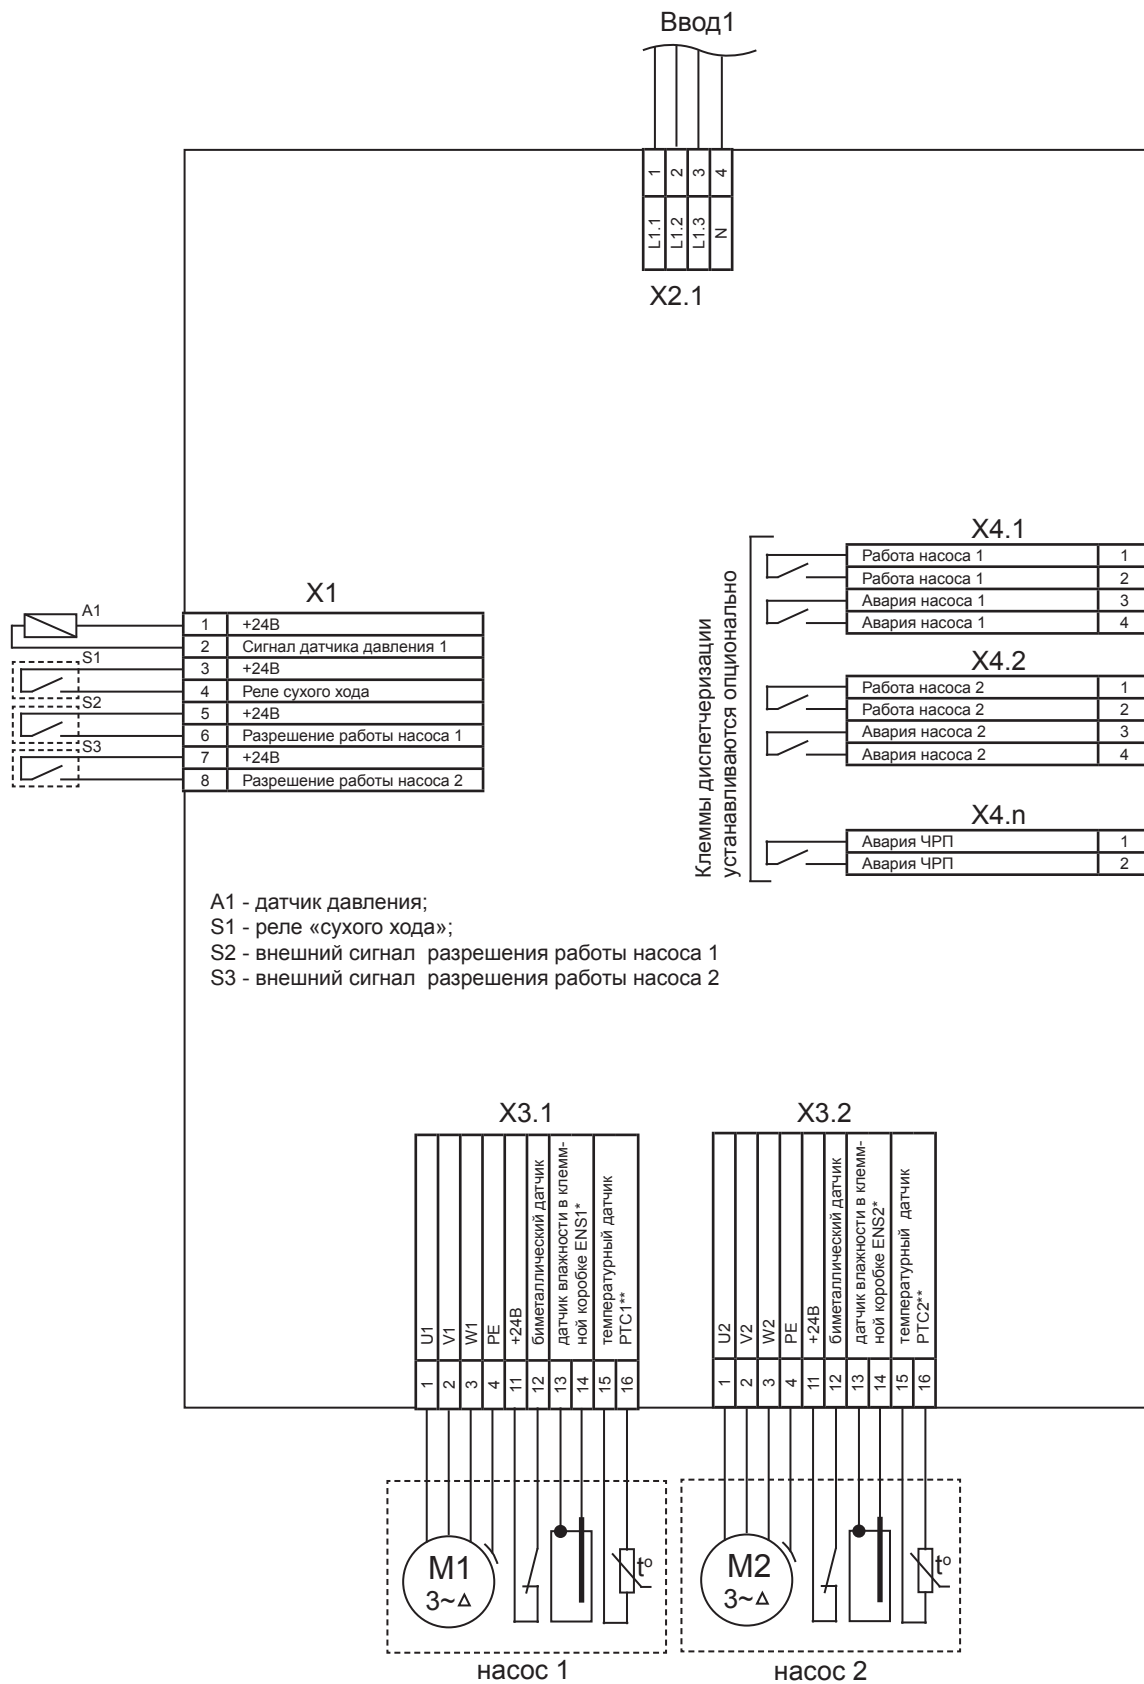 Ввод1
1
2
3
4
L1.1
L1.2
L1.3
N
X2.1
X1
A1
1 +24В
2 Сигнал датчика давления 1
S1
3 +24В
4 Реле сухого хода
S2
5 +24В
6 Разрешение работы насоса 1
S3
7 +24В
8 Разрешение работы насоса 2
Клеммы диспетчеризации
устанавливаются опционально
X4.1
Работа насоса 1 1
Работа насоса 1 2
Авария насоса 1 3
Авария насоса 1 4
X4.2
Работа насоса 2 1
Работа насоса 2 2
Авария насоса 2 3
Авария насоса 2 4
X4.n
Авария ЧРП 1
Авария ЧРП 2
A1 - датчик давления;
S1 - реле «сухого хода»;
S2 - внешний сигнал разрешения работы насоса 1
S3 - внешний сигнал разрешения работы насоса 2
X3.1
U1
V1
W1
PE
+24В
биметаллический датчик
датчик влажности в клемм-
ной коробке ENS1*
температурный датчик
PTC1**
1
2
3
4
11
12
13
14
15
16
M1
3~Δ
tº
насос 1
X3.2
U2
V2
W2
PE
+24В
биметаллический датчик
датчик влажности в клемм-
ной коробке ENS2*
температурный датчик
PTC2**
1
2
3
4
11
12
13
14
15
16
M2
3~Δ
tº
насос 2